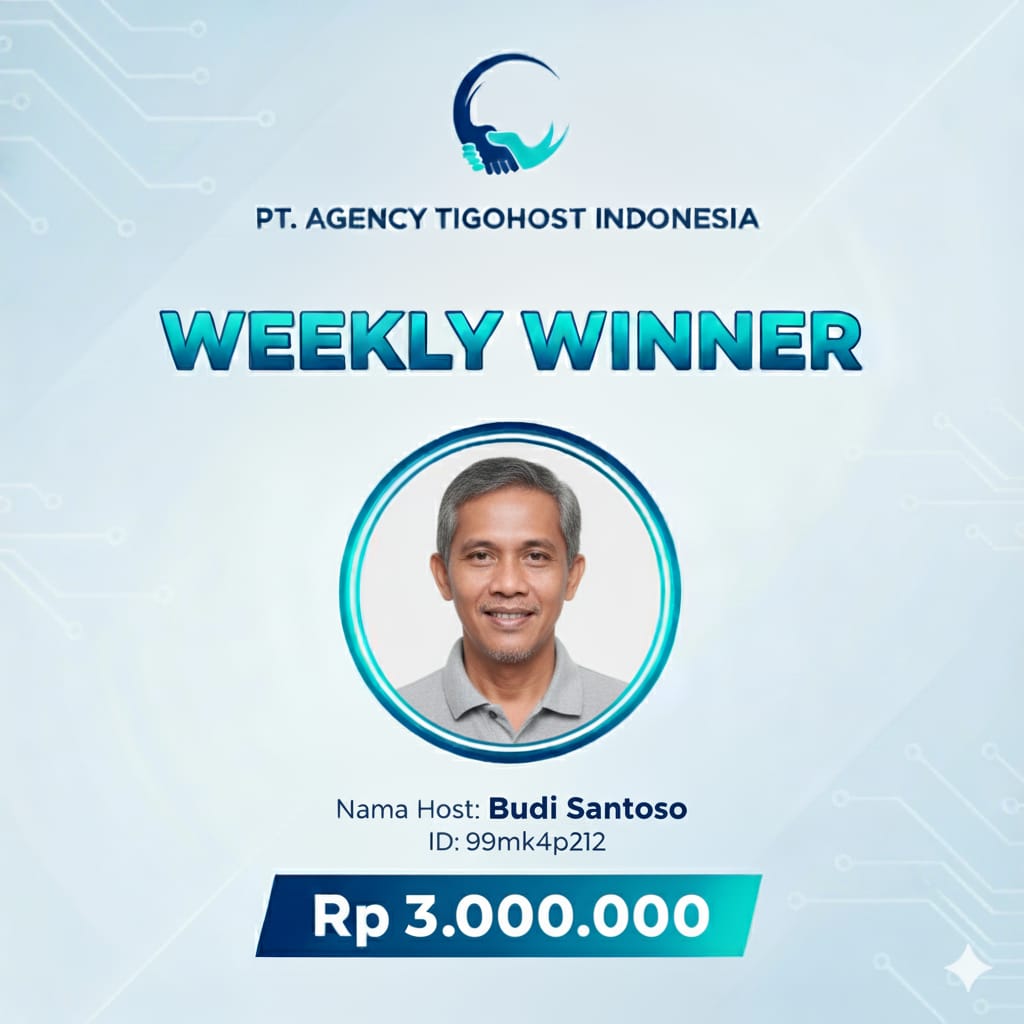 PT. AGENCY TIGOHOST INDONESIA
WEEKLY WINNER
Nama Host: Budi Santoso
ID: 99mk4p212
Rp 3.000.000